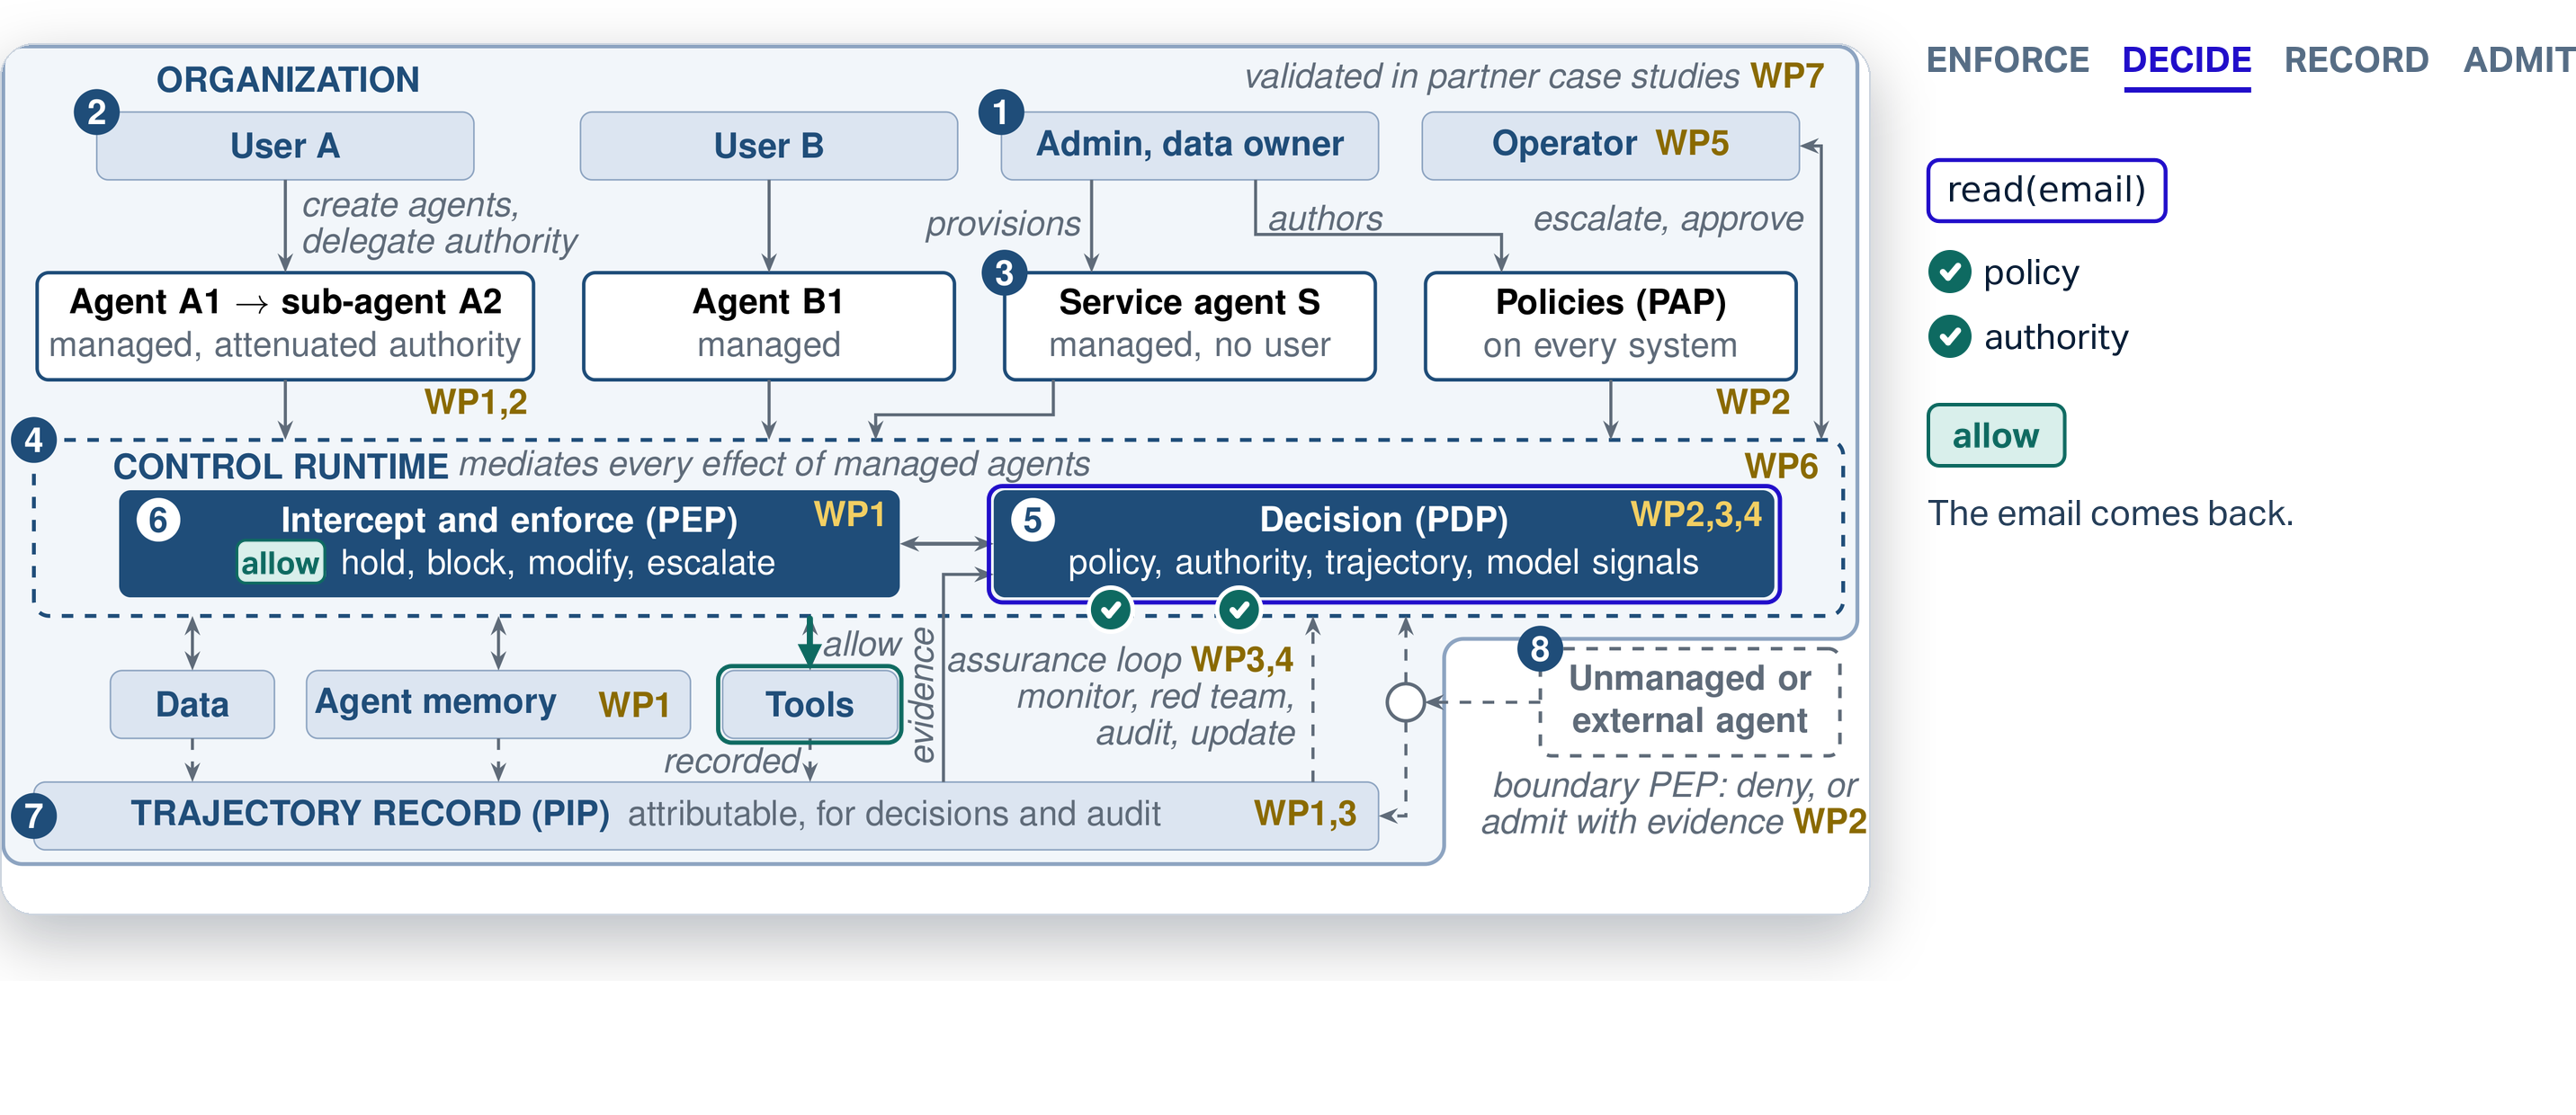 ORGANIZATION
validated in partner case studies WP7
2
User A
User B
1
Admin, data owner
Operator WP5
create agents,
delegate authority
provisions
authors
escalate, approve
Agent A1 → sub-agent A2
managed, attenuated authority
Agent B1
managed
3
Service agent S
managed, no user
Policies (PAP)
on every system
WP1,2
WP2
4
CONTROL RUNTIME mediates every effect of managed agents
WP6
6
Intercept and enforce (PEP)
WP1
allow hold, block, modify, escalate
5
Decision (PDP)
WP2,3,4
policy, authority, trajectory, model signals
allow
evidence
assurance loop WP3,4
monitor, red team,
audit, update
8
Unmanaged or
external agent
Data
Agent memory WP1
Tools
recorded
boundary PEP: deny, or
admit with evidence WP2
7
TRAJECTORY RECORD (PIP) attributable, for decisions and audit
WP1,3
ENFORCE DECIDE RECORD ADMIT
read(email)
policy
authority
allow
The email comes back.